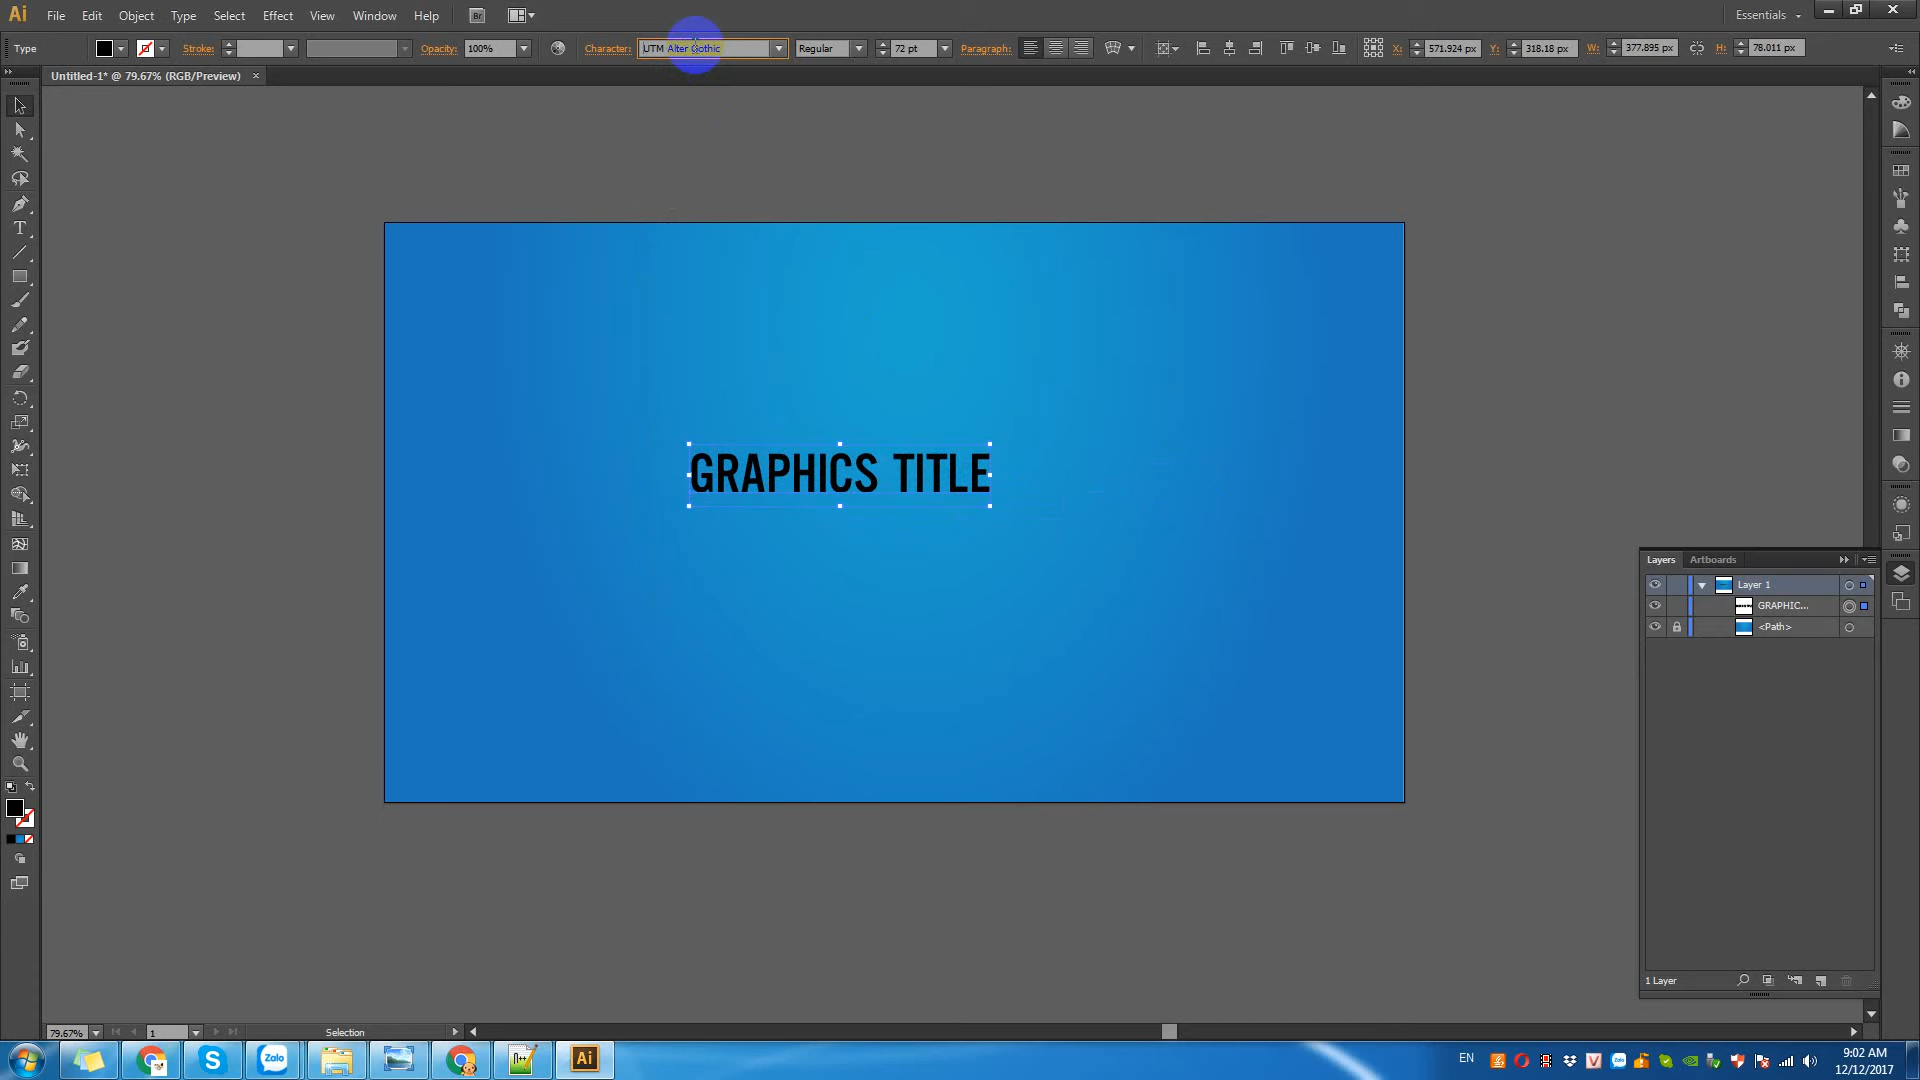 Ai File Edit Object Type Select Effect View Window Help Br Essentials
Type Stroke: Opacity: 100% Character: UTM Alter Gothic Regular 72 pt Paragraph: X: 571.924 px Y: 318.18 px W: 377.895 px H: 78.011 px
Untitled-1* @ 79.67% (RGB/Preview)
GRAPHICS TITLE
Layers Artboards
Layer 1
GRAPHIC...
<Path>
1 Layer
79.67% 1 Selection
Zalo Ai EN 9:02 AM
12/12/2017